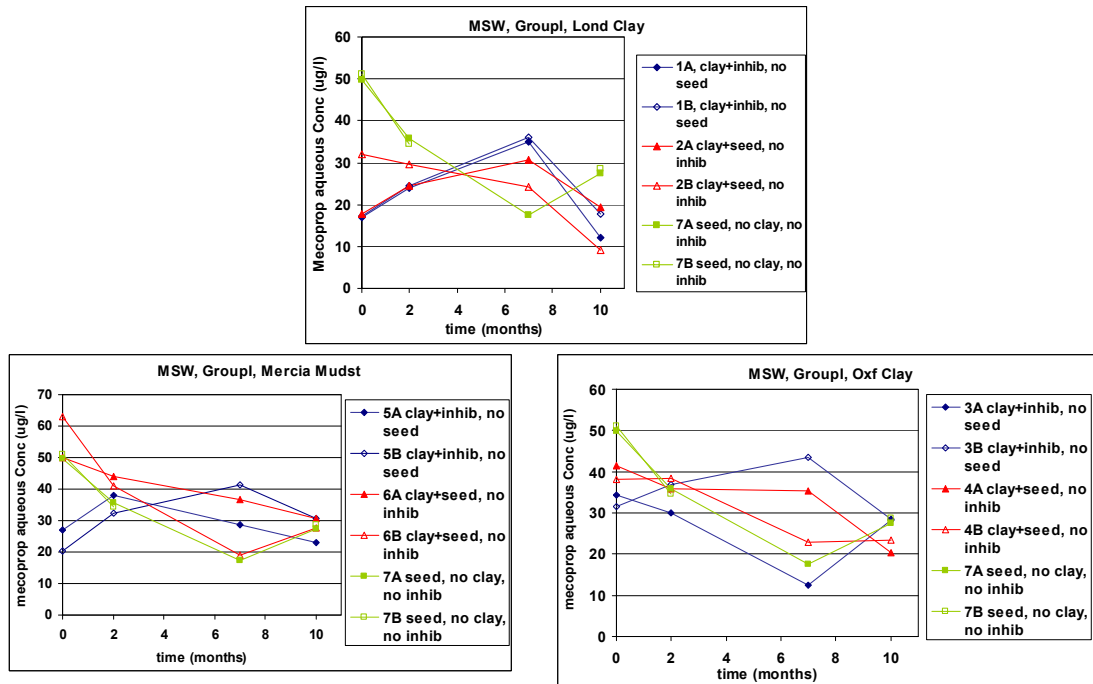 MSW, GroupI, Lond Clay
Mecoprop aqueous Conc (ug/l)
60
50
40
30
20
10
0
0 2 4 6 8 10
time (months)
1A, clay+inhib, no
seed
1B, clay+inhib, no
seed
2A clay+seed, no
inhib
2B clay+seed, no
inhib
7A seed, no clay, no
inhib
7B seed, no clay, no
inhib
MSW, GroupI, Mercia Mudst
mecoprop aqueous Conc (ug/l)
70
60
50
40
30
20
10
0
0 2 4 6 8 10
time (months)
5A clay+inhib, no
seed
5B clay+inhib, no
seed
6A clay+seed, no
inhib
6B clay+seed, no
inhib
7A seed, no clay,
no inhib
7B seed, no clay,
no inhib
MSW, GroupI, Oxf Clay
mecoprop aqueous Conc (ug/l)
60
50
40
30
20
10
0
0 2 4 6 8 10
time (months)
3A clay+inhib, no
seed
3B clay+inhib, no
seed
4A clay+seed, no
inhib
4B clay+seed, no
inhib
7A seed, no clay,
no inhib
7B seed, no clay,
no inhib